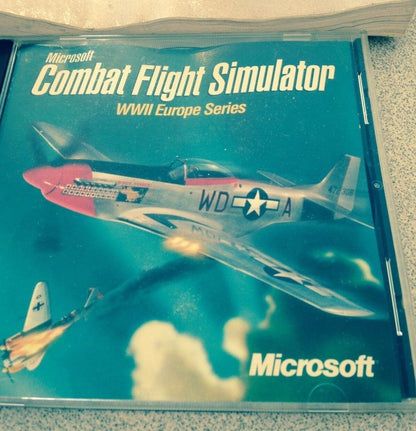 Microsoft
Combat Flight Simulator
WWII Europe Series
WD A
Microsoft